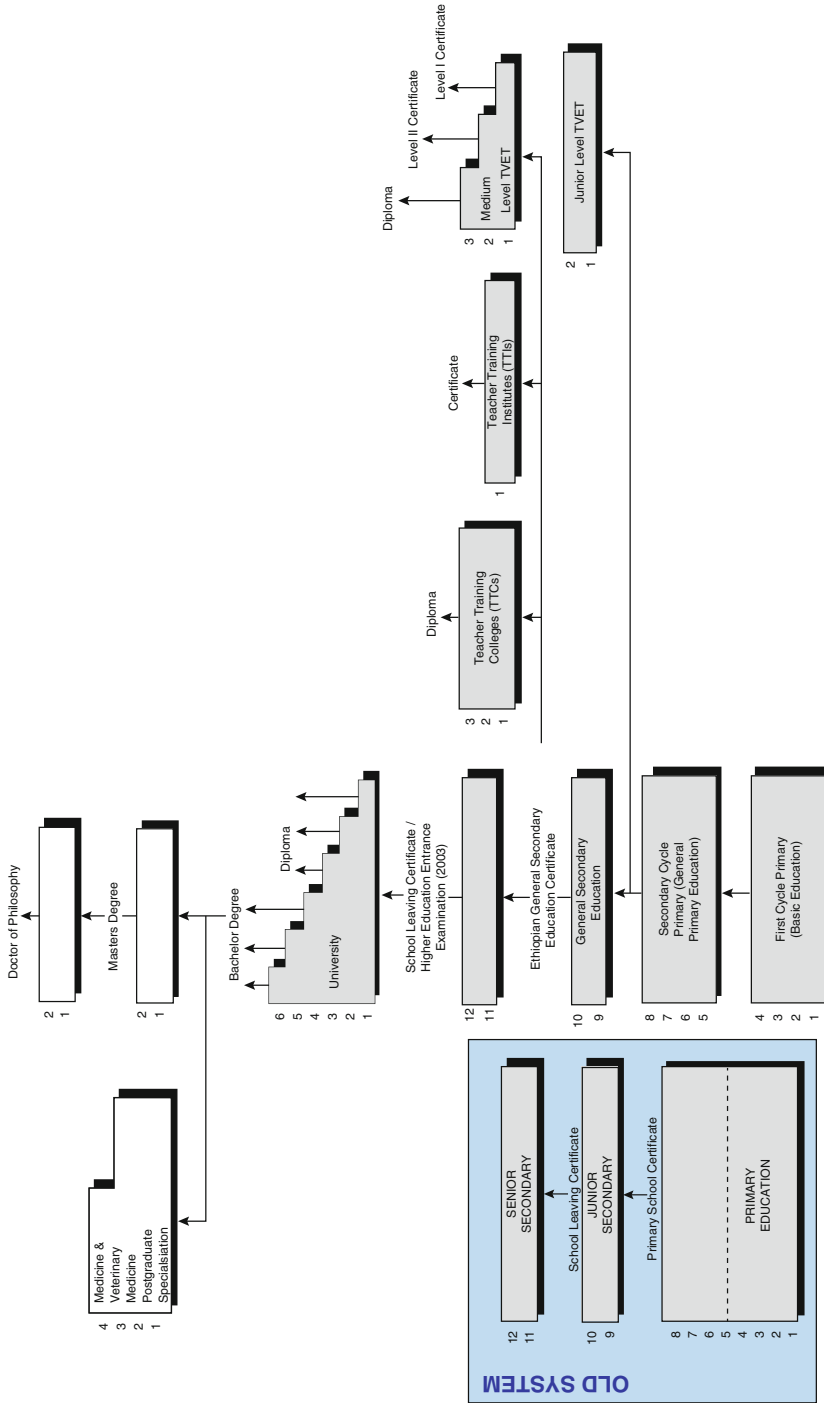 Doctor of Philosophy
2
1
Masters Degree
2
1
Medicine &
Veterinary
Medicine
Postgraduate
Specialsiation
4
3
2
1
Bachelor Degree
Diploma
University
6
5
4
3
2
1
School Leaving Certificate /
Higher Education Entrance
Examination (2003)
12
11
Ethiopian General Secondary
Education Certificate
General Secondary
Education
10
9
Secondary Cycle
Primary (General
Primary Education)
8
7
6
5
First Cycle Primary
(Basic Education)
4
3
2
1
Diploma
Teacher Training
Colleges (TTCs)
3
2
1
Certificate
Teacher Training
Institutes (TTIs)
1
Diploma
Level II Certificate
Level I Certificate
Medium
Level TVET
3
2
1
Junior Level TVET
2
1
OLD SYSTEM
SENIOR
SECONDARY
12
11
School Leaving Certificate
JUNIOR
SECONDARY
10
9
Primary School Certificate
PRIMARY
EDUCATION
8
7
6
5
4
3
2
1